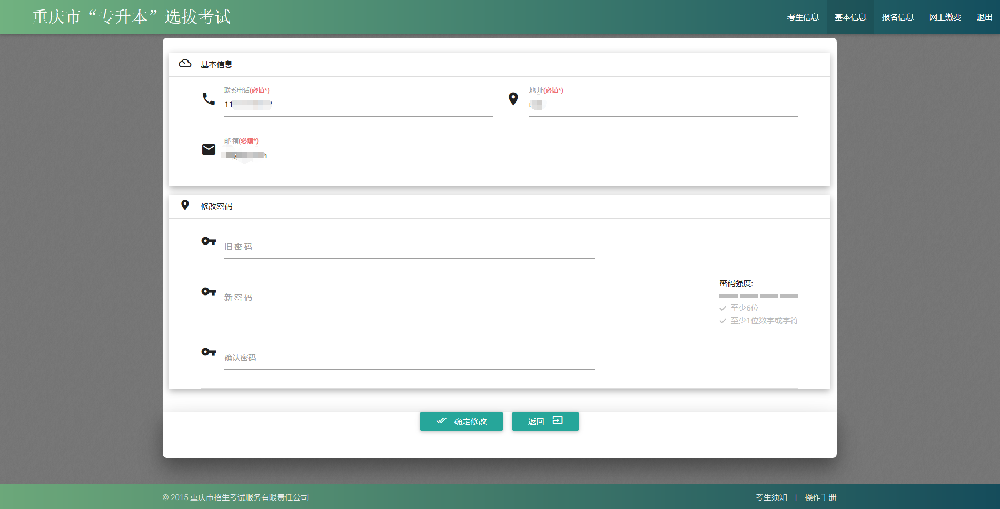 重庆市“专升本”选拔考试
考生信息 基本信息 报名信息 网上缴费 退出
基本信息
联系电话(必填*)
地 址(必填*)
11
邮 箱(必填*)
修改密码
旧 密 码
新 密 码
密码强度:
至少6位
至少1位数字或字符
确认密码
确定修改 返回
© 2015 重庆市招生考试服务有限责任公司
考生须知 | 操作手册